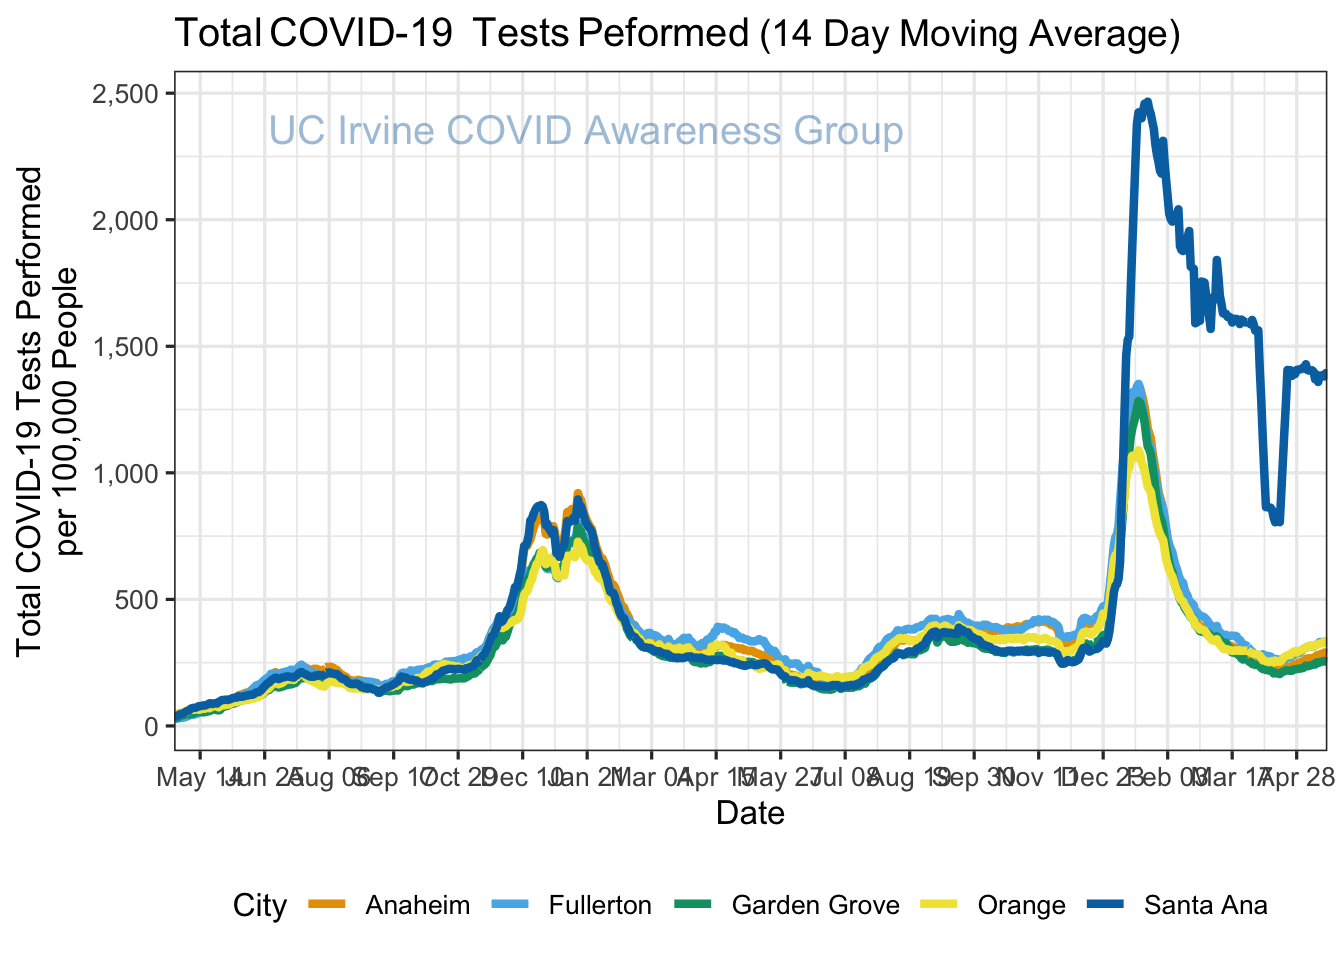 Total COVID-19  Tests Peformed (14 Day Moving Average)
UC Irvine COVID Awareness Group
Total COVID-19 Tests Performed
per 100,000 People
2,500
2,000
1,500
1,000
500
0
May 14 Jun 25 Aug 06 Sep 17 Oct 29 Dec 10 Jan 21 Mar 04 Apr 15 May 27 Jul 08 Aug 19 Sep 30 Nov 11 Dec 23 Feb 03 Mar 17 Apr 28
Date
City Anaheim Fullerton Garden Grove Orange Santa Ana